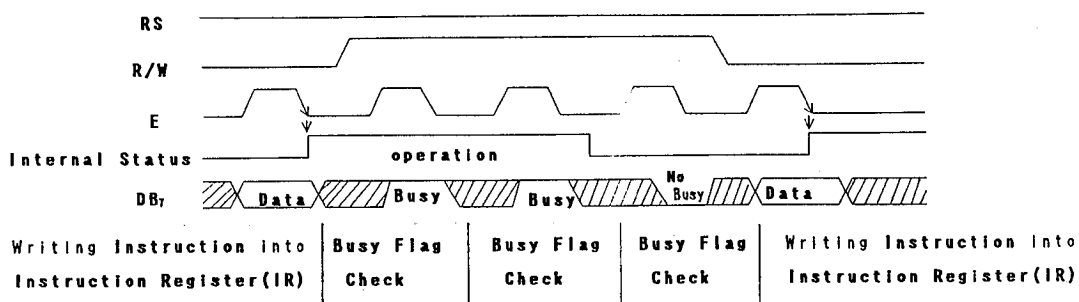 RS
R/W
E
Internal Status operation
No
DB₇ Data Busy Busy Busy Data
Writing Instruction into Busy Flag Busy Flag Busy Flag Writing Instruction into
Instruction Register(IR) Check Check Check Instruction Register(IR)